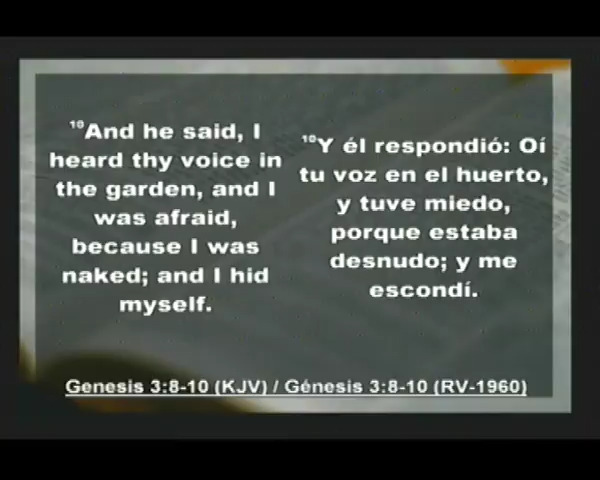 ¹⁰And he said, I
heard thy voice in
the garden, and I
was afraid,
because I was
naked; and I hid
myself.
¹⁰Y él respondió: Oí
tu voz en el huerto,
y tuve miedo,
porque estaba
desnudo; y me
escondí.
Genesis 3:8-10 (KJV) / Génesis 3:8-10 (RV-1960)